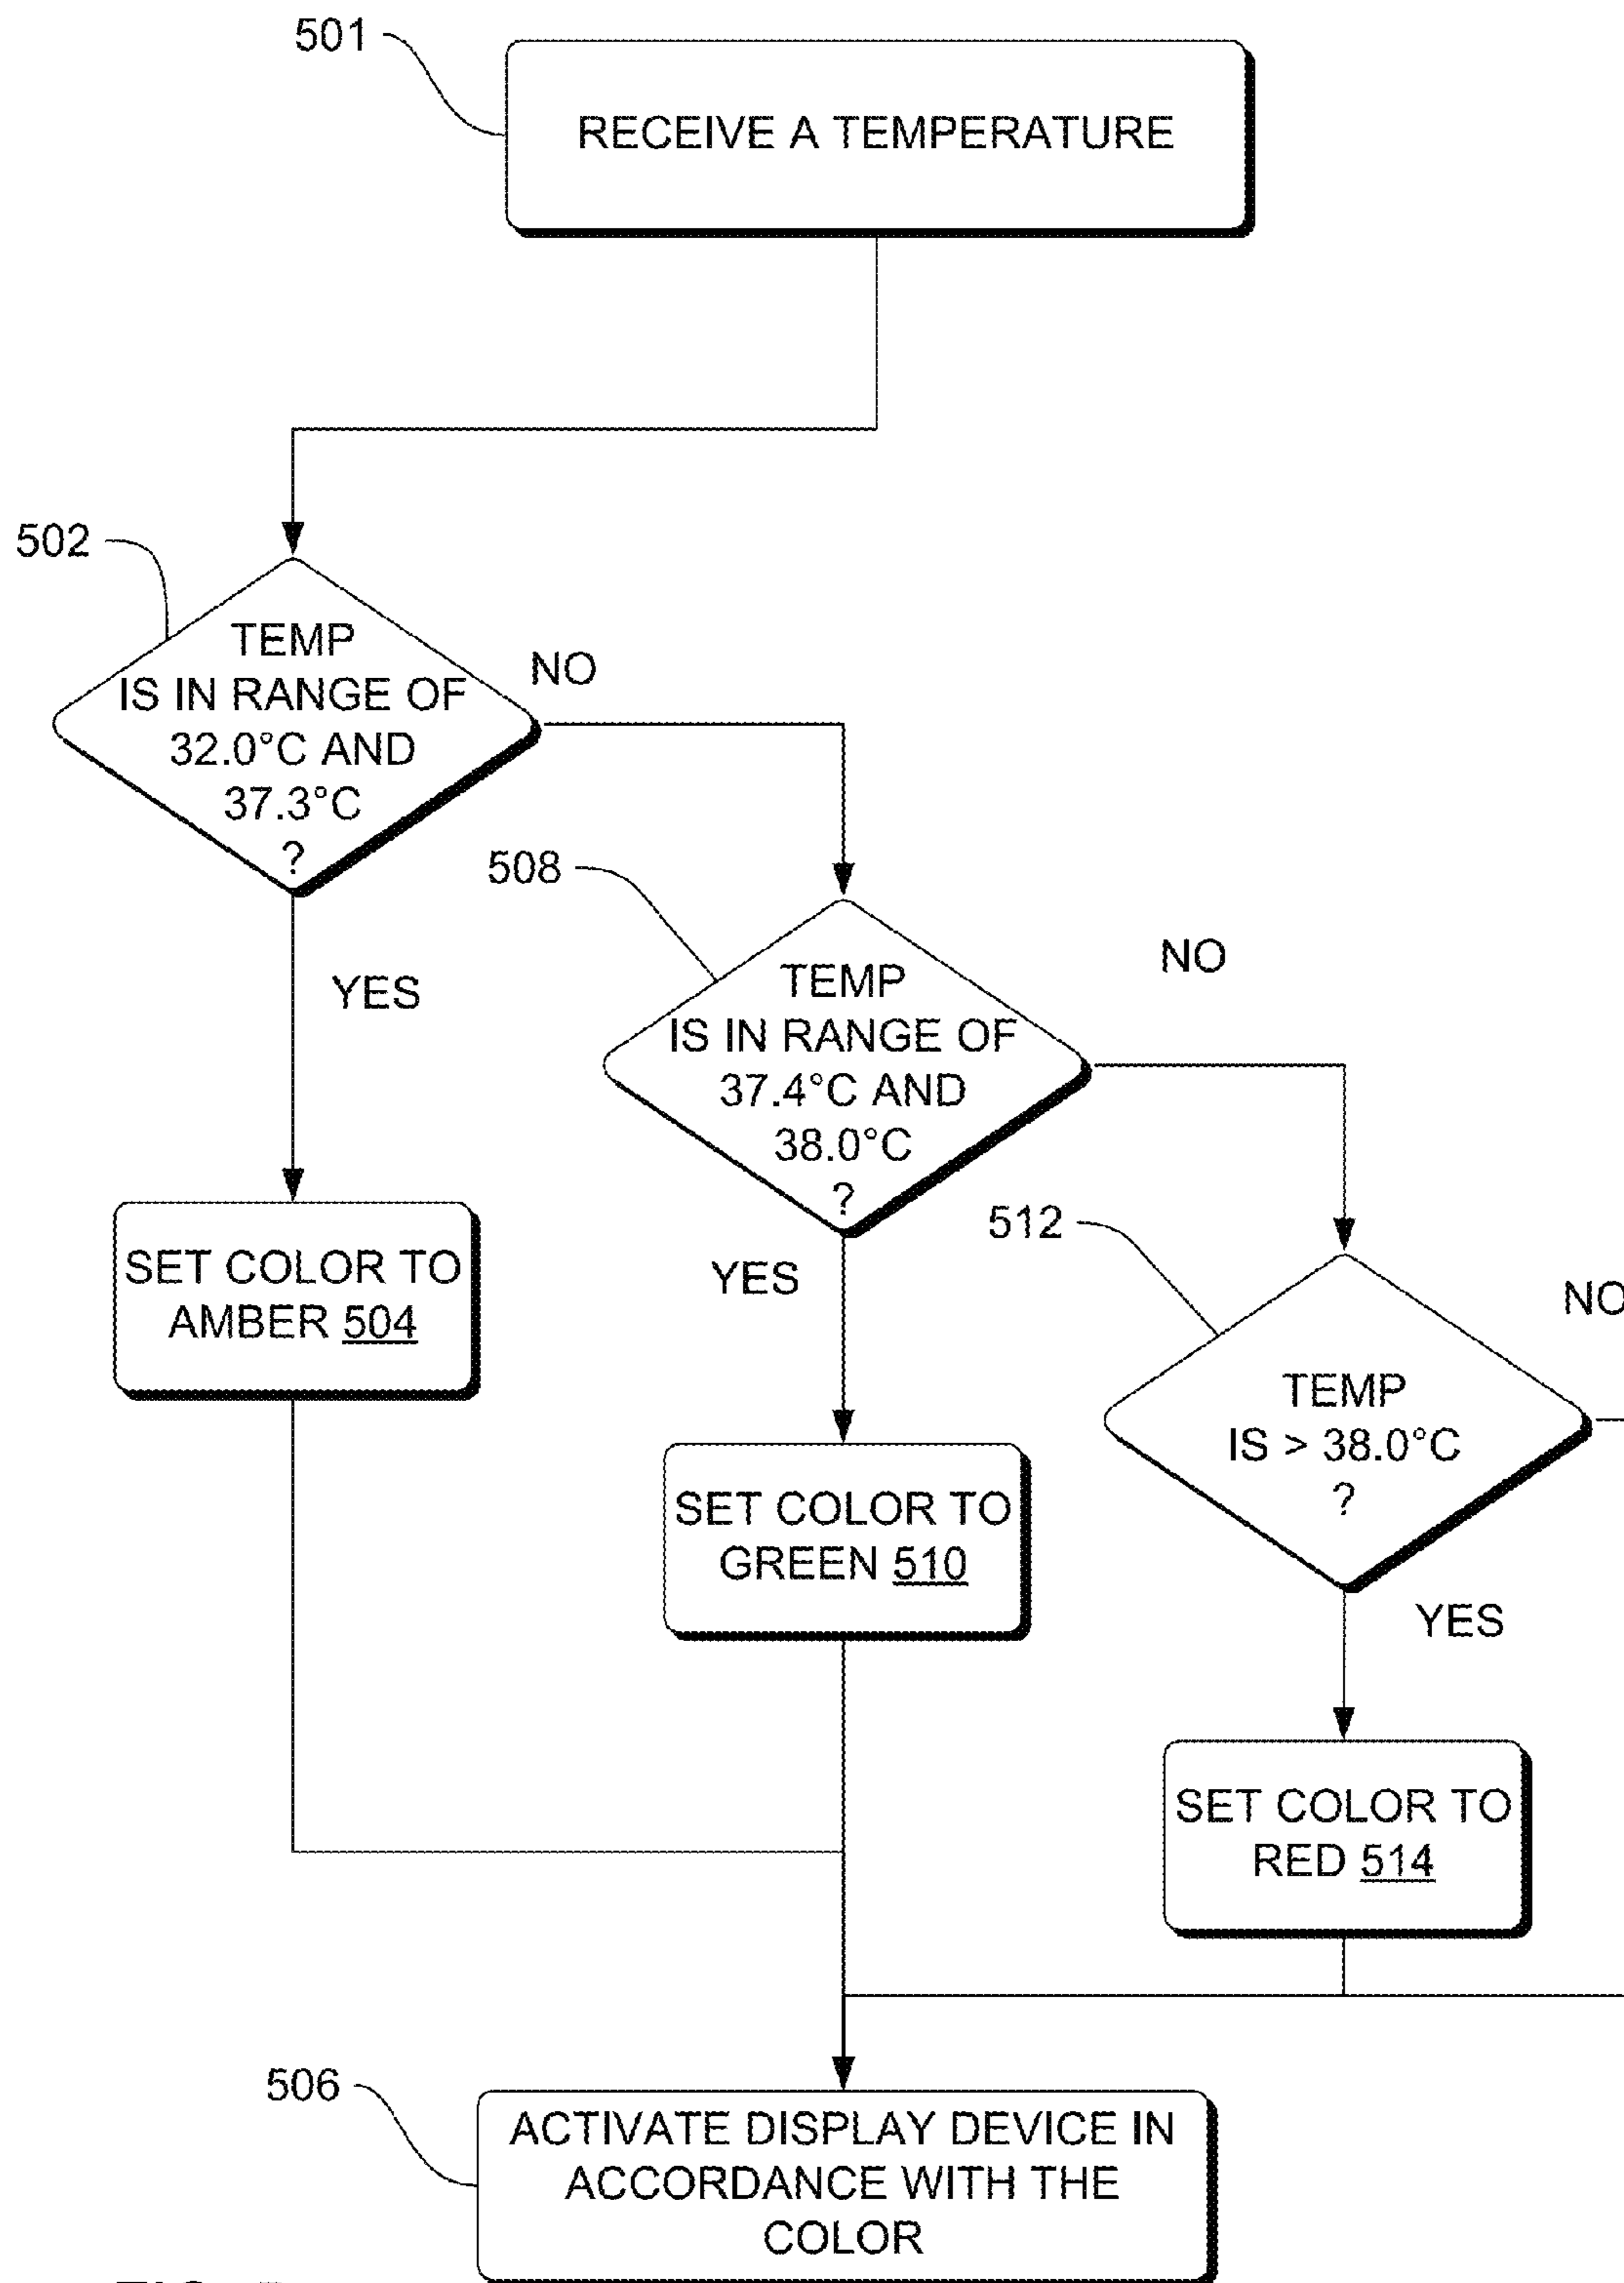 501
RECEIVE A TEMPERATURE
502
TEMP
IS IN RANGE OF
32.0°C AND
37.3°C
?
NO
YES
508
TEMP
IS IN RANGE OF
37.4°C AND
38.0°C
?
NO
YES
SET COLOR TO
AMBER 504
512
TEMP
IS > 38.0°C
?
NO
YES
SET COLOR TO
GREEN 510
SET COLOR TO
RED 514
506
ACTIVATE DISPLAY DEVICE IN
ACCORDANCE WITH THE
COLOR